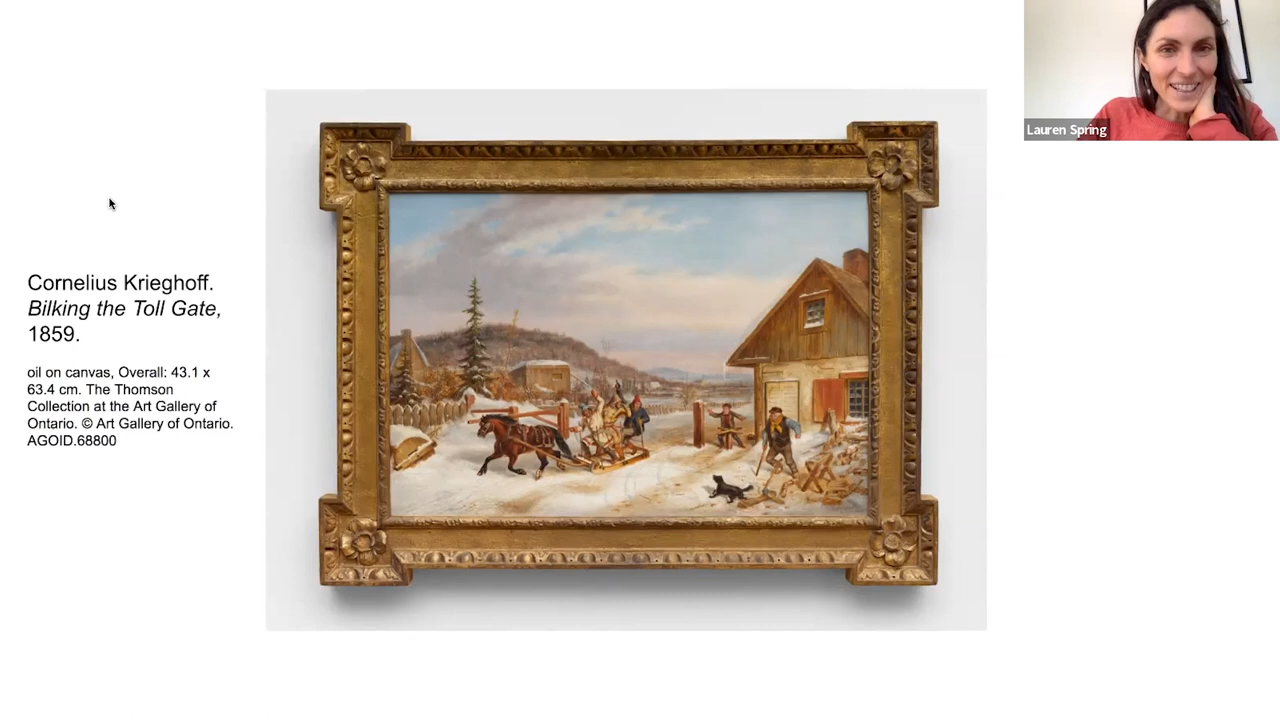 Lauren Spring
Cornelius Krieghoff.
Bilking the Toll Gate,
1859.
oil on canvas, Overall: 43.1 x
63.4 cm. The Thomson
Collection at the Art Gallery of
Ontario. © Art Gallery of Ontario.
AGOID.68800